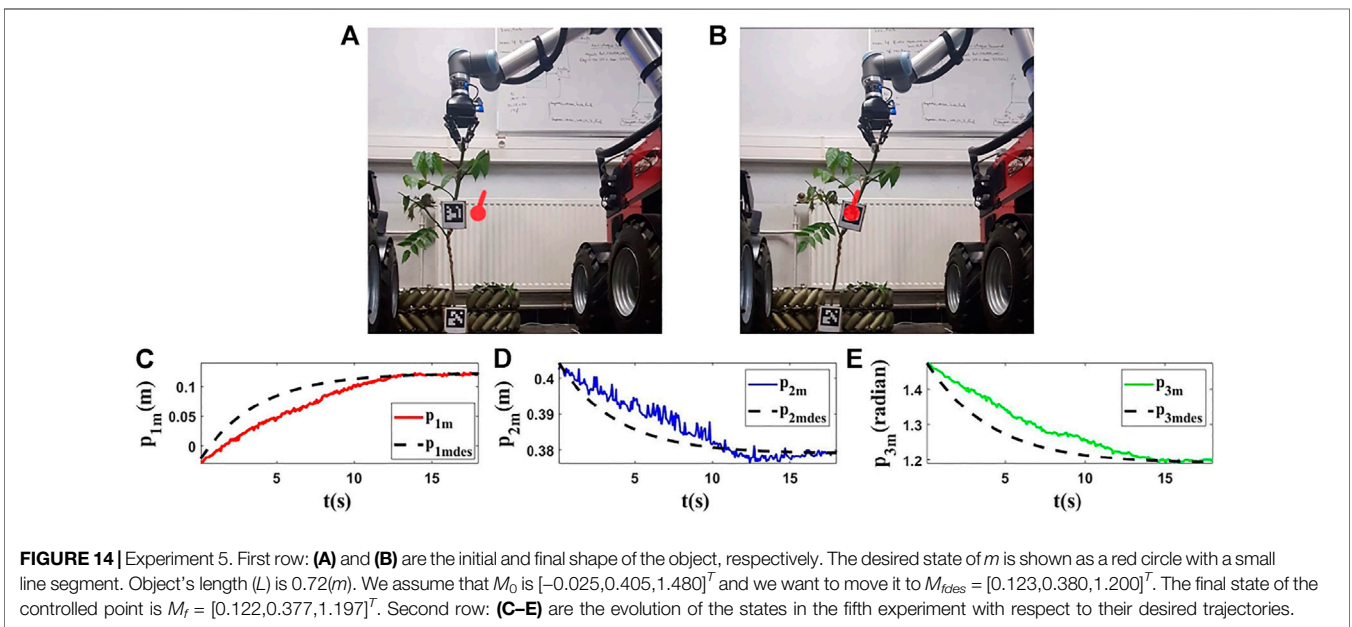 A
B
C
0.1
0.05
0
p1m(m)
p1m
p1mdes
5
10
15
t(s)
D
0.4
0.39
0.38
p2m(m)
p2m
p2mdes
5
10
15
t(s)
E
1.4
1.3
1.2
p3m(radian)
p3m
p3mdes
5
10
15
t(s)
FIGURE 14 | Experiment 5. First row: (A) and (B) are the initial and final shape of the object, respectively. The desired state of m is shown as a red circle with a small
line segment. Object's length (L) is 0.72(m). We assume that M0 is [−0.025,0.405,1.480]T and we want to move it to Mfdes = [0.123,0.380,1.200]T. The final state of the
controlled point is Mf = [0.122,0.377,1.197]T. Second row: (C–E) are the evolution of the states in the fifth experiment with respect to their desired trajectories.